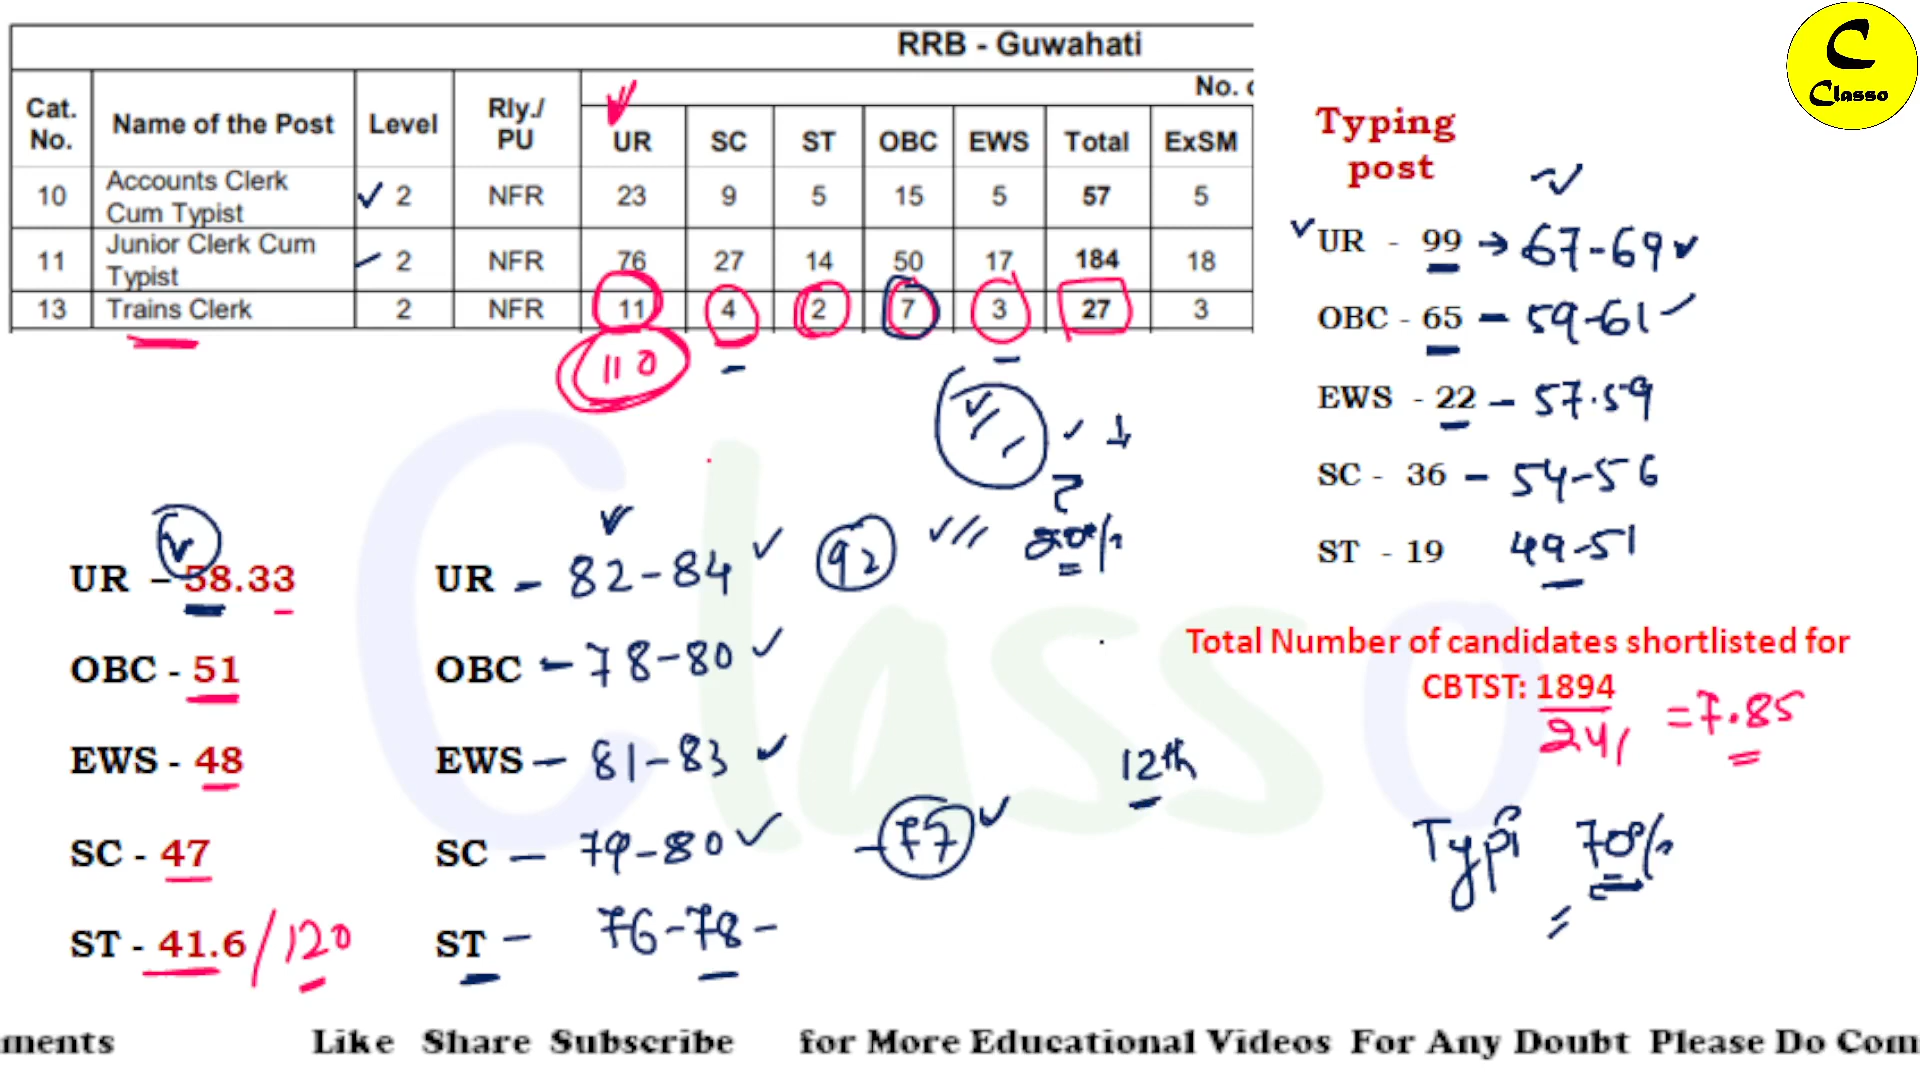 RRB - Guwahati
No. o
Cat. No. Name of the Post Level Rly./ PU UR SC ST OBC EWS Total ExSM
10 Accounts Clerk Cum Typist 2 NFR 23 9 5 15 5 57 5
11 Junior Clerk Cum Typist 2 NFR 76 27 14 50 17 184 18
13 Trains Clerk 2 NFR 11 4 2 7 3 27 3
110
C
Classo
Typing
post
UR - 99 → 67-69
OBC - 65 - 59-61
EWS - 22 - 57.59
SC - 36 - 54-56
ST - 19 49-51
Total Number of candidates shortlisted for
CBTST: 1894
241 = 7.85
Typi 70%
12th
UR - 58.33
OBC - 51
EWS - 48
SC - 47
ST - 41.6/120
UR - 82-84 92 20%
OBC - 78-80
EWS - 81-83
SC - 79-80 - 77
ST - 76-78 -
Classo
ments Like Share Subscribe for More Educational Videos For Any Doubt Please Do Com